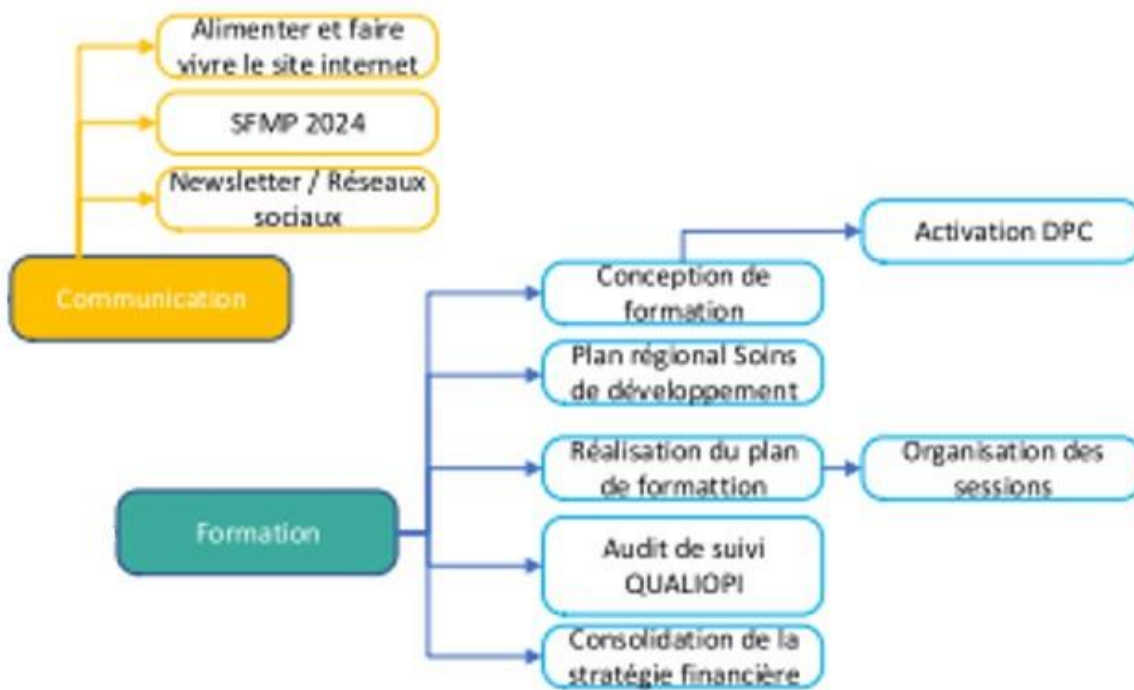 Alimenter et faire
vivre le site internet
SFMP 2024
Newsletter / Réseaux
sociaux
Communication
Activation DPC
Conception de
formation
Plan régional Soins
de développement
Réalisation du plan
de formattion
Organisation des
sessions
Formation
Audit de suivi
QUALIOPI
Consolidation de la
stratégie financière